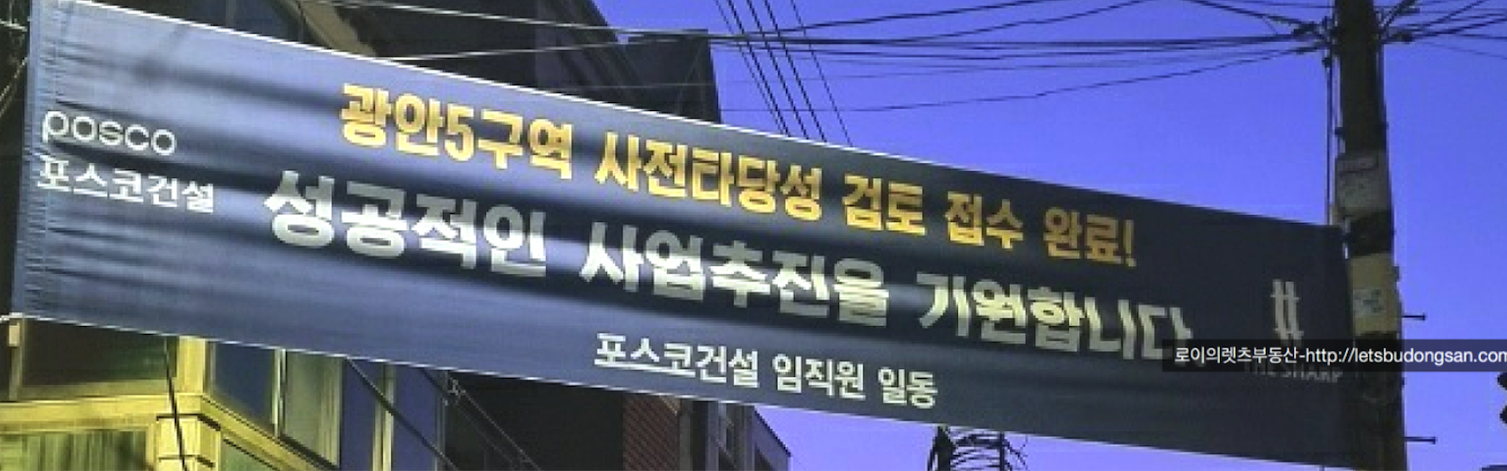 posco
포스코건설
광안5구역 사전타당성 검토 접수 완료!
성공적인 사업추진을 기원합니다
포스코건설 임직원 일동
THE SHARP
로이의렛츠부동산-http://letsbudongsan.com